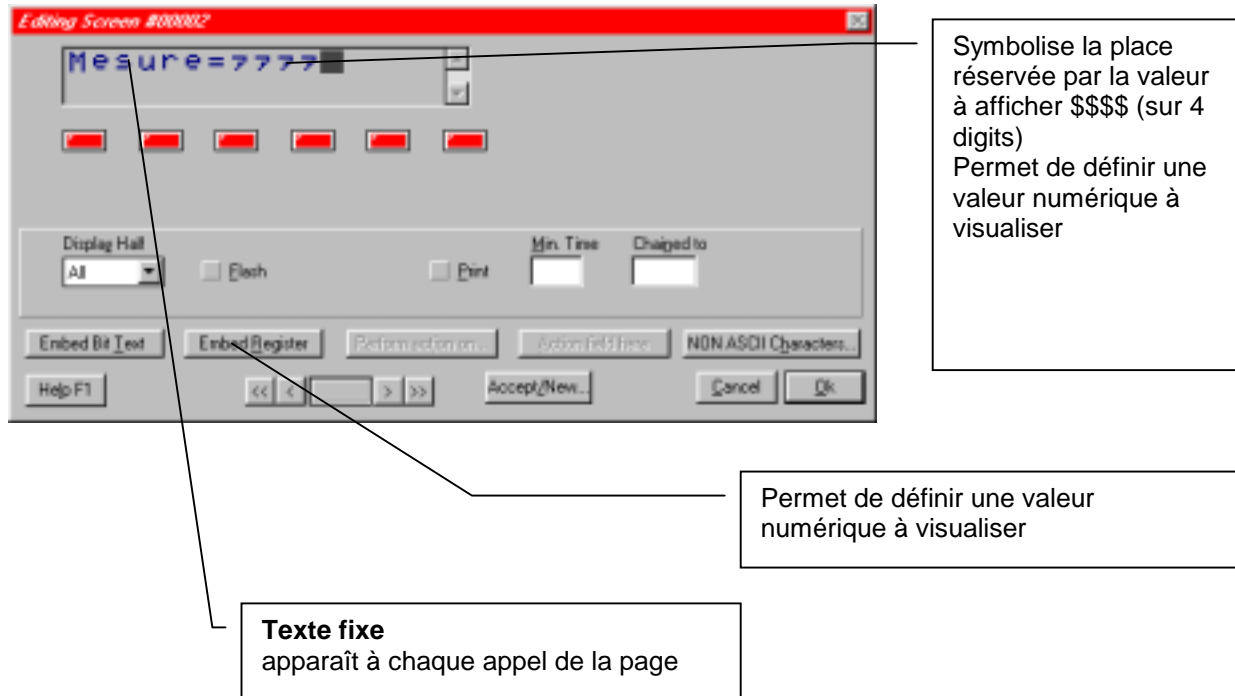 Editing Screen #00002
Mesure=7777
Display Half
Min. Time
Chained to
All
Flash
Print
Embed Bit Text
Embed Register
Perform action on...
Action field here
NON ASCII Characters...
Help F1
<< < > >>
Accept/New...
Cancel
Ok
Symbolise la place
réservée par la valeur
à afficher $$$$ (sur 4
digits)
Permet de définir une
valeur numérique à
visualiser
Permet de définir une valeur
numérique à visualiser
Texte fixe
apparaît à chaque appel de la page